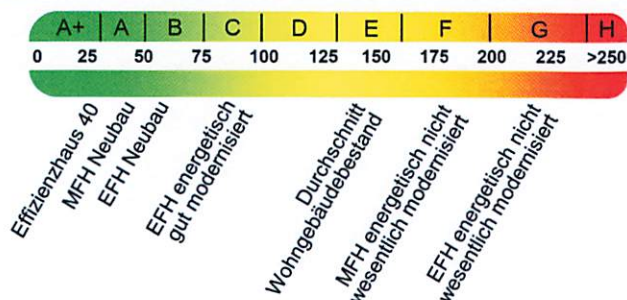 A+ A B C D E F G H
0 25 50 75 100 125 150 175 200 225 >250
Effizienzhaus 40
MFH Neubau
EFH Neubau
EFH energetisch
gut modernisiert
Durchschnitt
Wohngebäudebestand
MFH energetisch nicht
wesentlich modernisiert
EFH energetisch nicht
wesentlich modernisiert